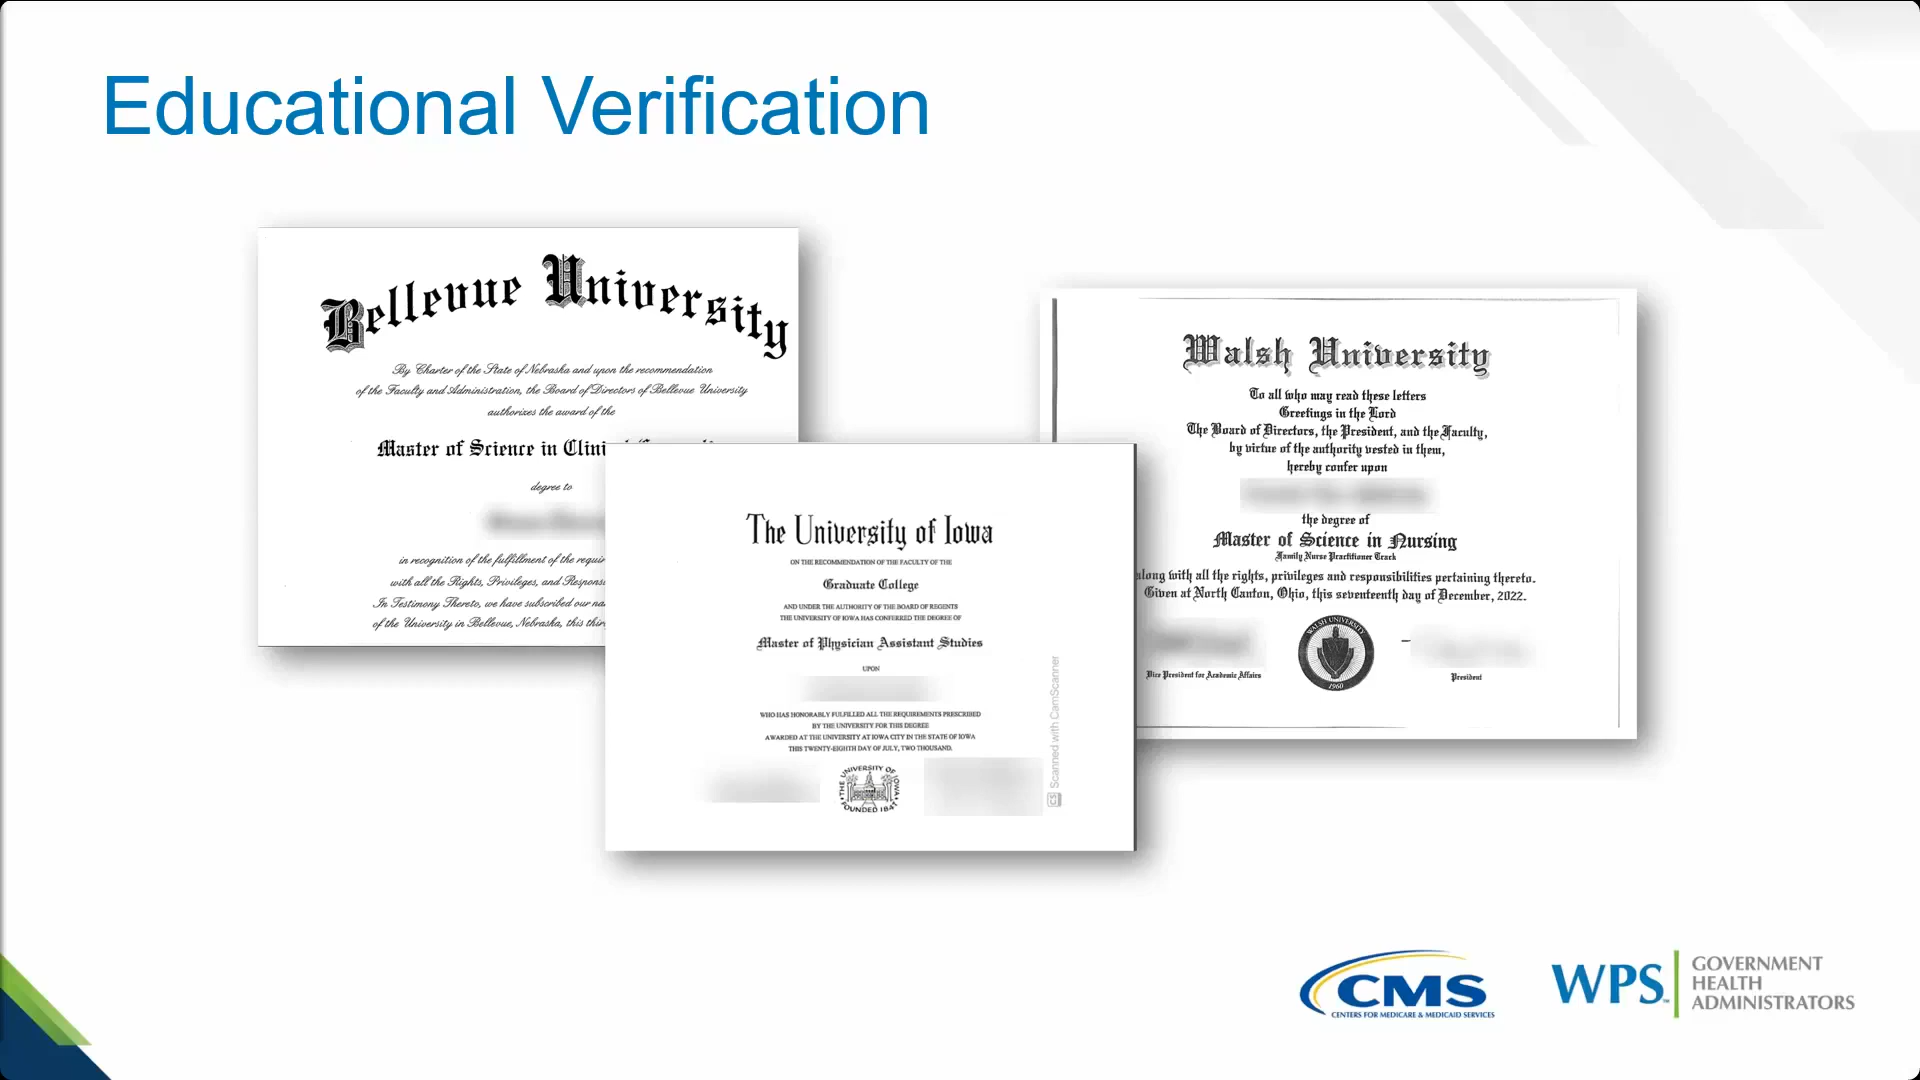 Educational Verification
Bellevue University
By Charter of the State of Nebraska and upon the recommendation
of the Faculty and Administration, the Board of Directors of Bellevue University
authorizes the award of the
Master of Science in Clini
degree to
in recognition of the fulfillment of the requir
with all the Rights, Privileges, and Respons
In Testimony Thereto, we have subscribed our na
of the University in Bellevue, Nebraska, this thir
The University of Iowa
ON THE RECOMMENDATION OF THE FACULTY OF THE
Graduate College
AND UNDER THE AUTHORITY OF THE BOARD OF REGENTS
THE UNIVERSITY OF IOWA HAS CONFERRED THE DEGREE OF
Master of Physician Assistant Studies
UPON
WHO HAS HONORABLY FULFILLED ALL THE REQUIREMENTS PRESCRIBED
BY THE UNIVERSITY FOR THIS DEGREE
AWARDED AT THE UNIVERSITY AT IOWA CITY IN THE STATE OF IOWA
THIS TWENTY-EIGHTH DAY OF JULY, TWO THOUSAND.
THE UNIVERSITY OF IOWA
FOUNDED 1847
CS Scanned with CamScanner
Walsh University
To all who may read these letters
Greetings in the Lord
The Board of Directors, the President, and the Faculty,
by virtue of the authority vested in them,
hereby confer upon
the degree of
Master of Science in Nursing
Family Nurse Practitioner Track
along with all the rights, privileges and responsibilities pertaining thereto.
Given at North Canton, Ohio, this seventeenth day of December, 2022.
WALSH UNIVERSITY
1960
Vice President for Academic Affairs
President
CMS
CENTERS FOR MEDICARE & MEDICAID SERVICES
WPS
GOVERNMENT
HEALTH
ADMINISTRATORS